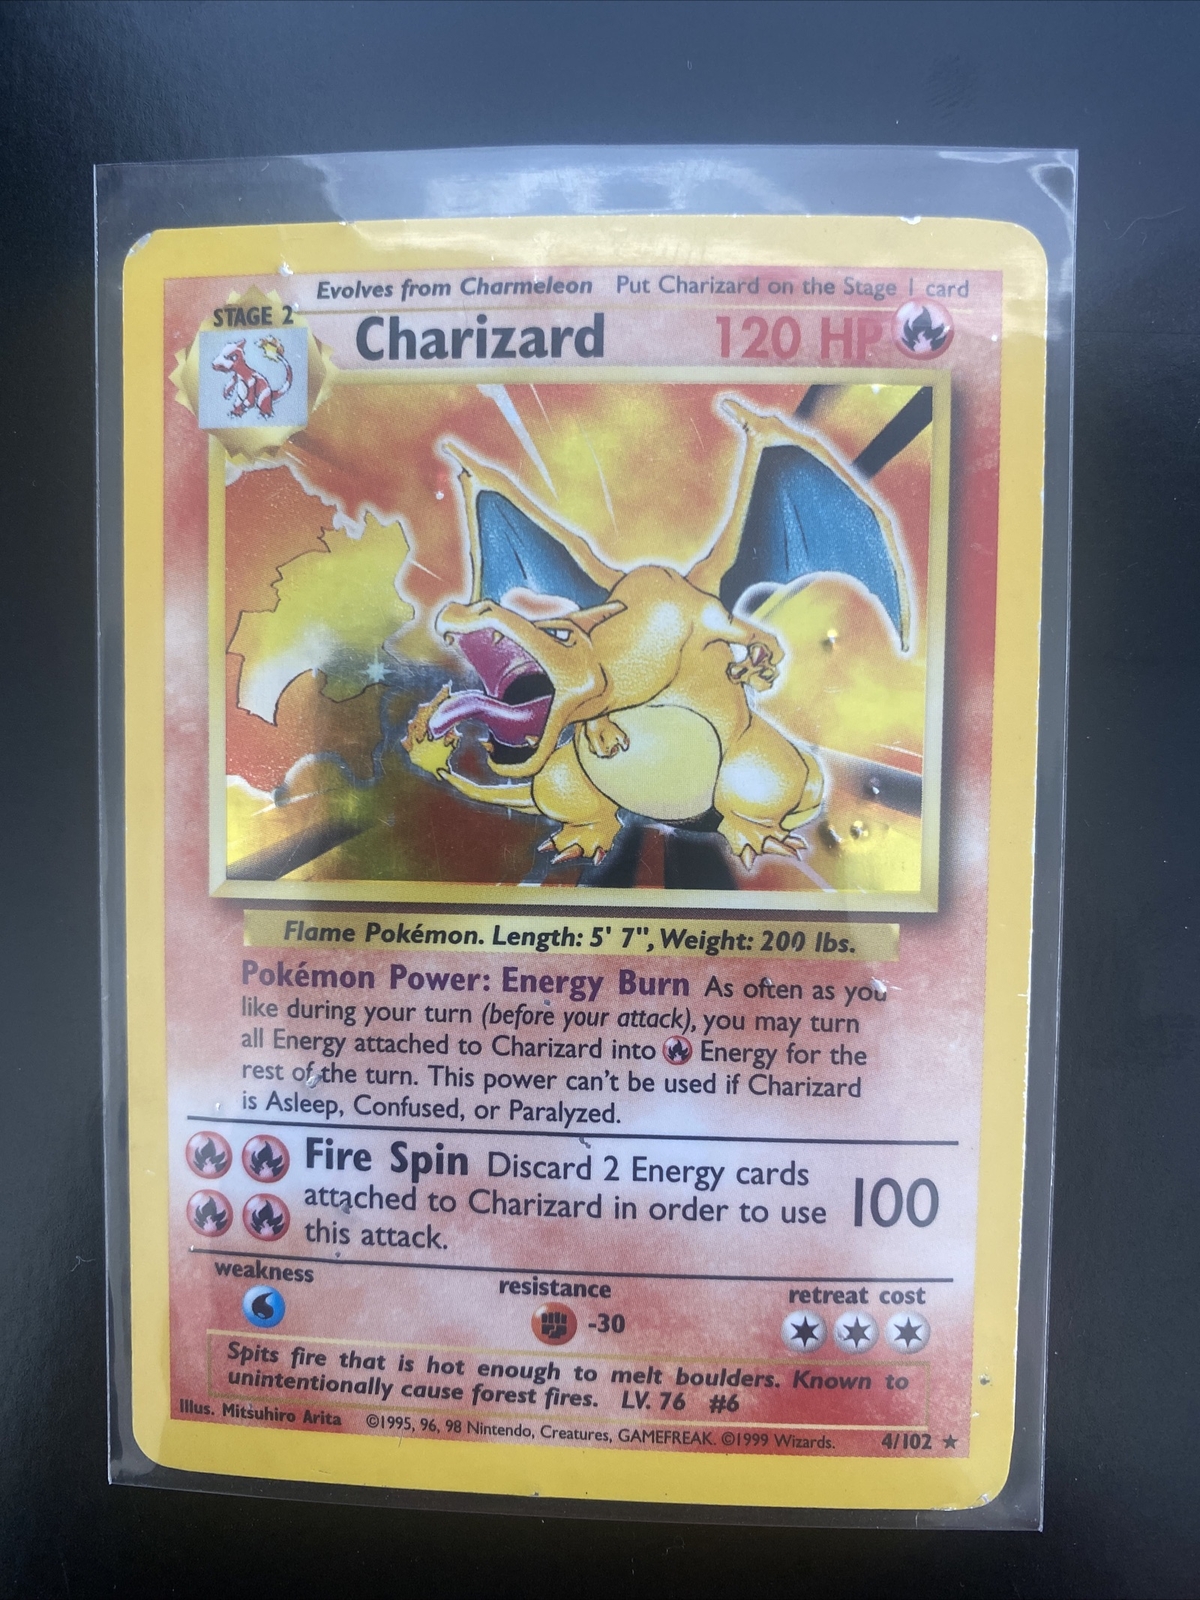 Evolves from Charmeleon Put Charizard on the Stage 1 card
STAGE 2
Charizard 120 HP
Flame Pokémon. Length: 5' 7", Weight: 200 lbs.
Pokémon Power: Energy Burn As often as you
like during your turn (before your attack), you may turn
all Energy attached to Charizard into Energy for the
rest of the turn. This power can't be used if Charizard
is Asleep, Confused, or Paralyzed.
Fire Spin Discard 2 Energy cards
attached to Charizard in order to use
this attack.
100
weakness
resistance
-30
retreat cost
Spits fire that is hot enough to melt boulders. Known to
unintentionally cause forest fires. LV. 76 #6
Illus. Mitsuhiro Arita ©1995, 96, 98 Nintendo, Creatures, GAMEFREAK. ©1999 Wizards. 4/102 ★